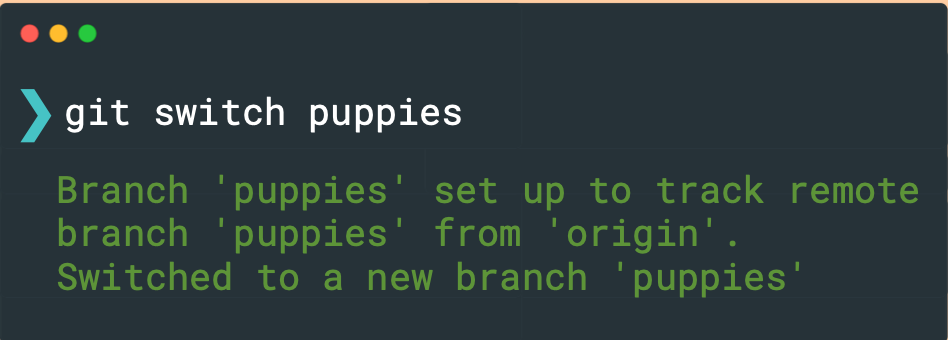 ❯ git switch puppies
Branch 'puppies' set up to track remote
branch 'puppies' from 'origin'.
Switched to a new branch 'puppies'